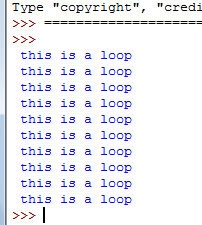 Type "copyright", "credi
>>> ======================
>>>
this is a loop
this is a loop
this is a loop
this is a loop
this is a loop
this is a loop
this is a loop
this is a loop
this is a loop
this is a loop
>>>